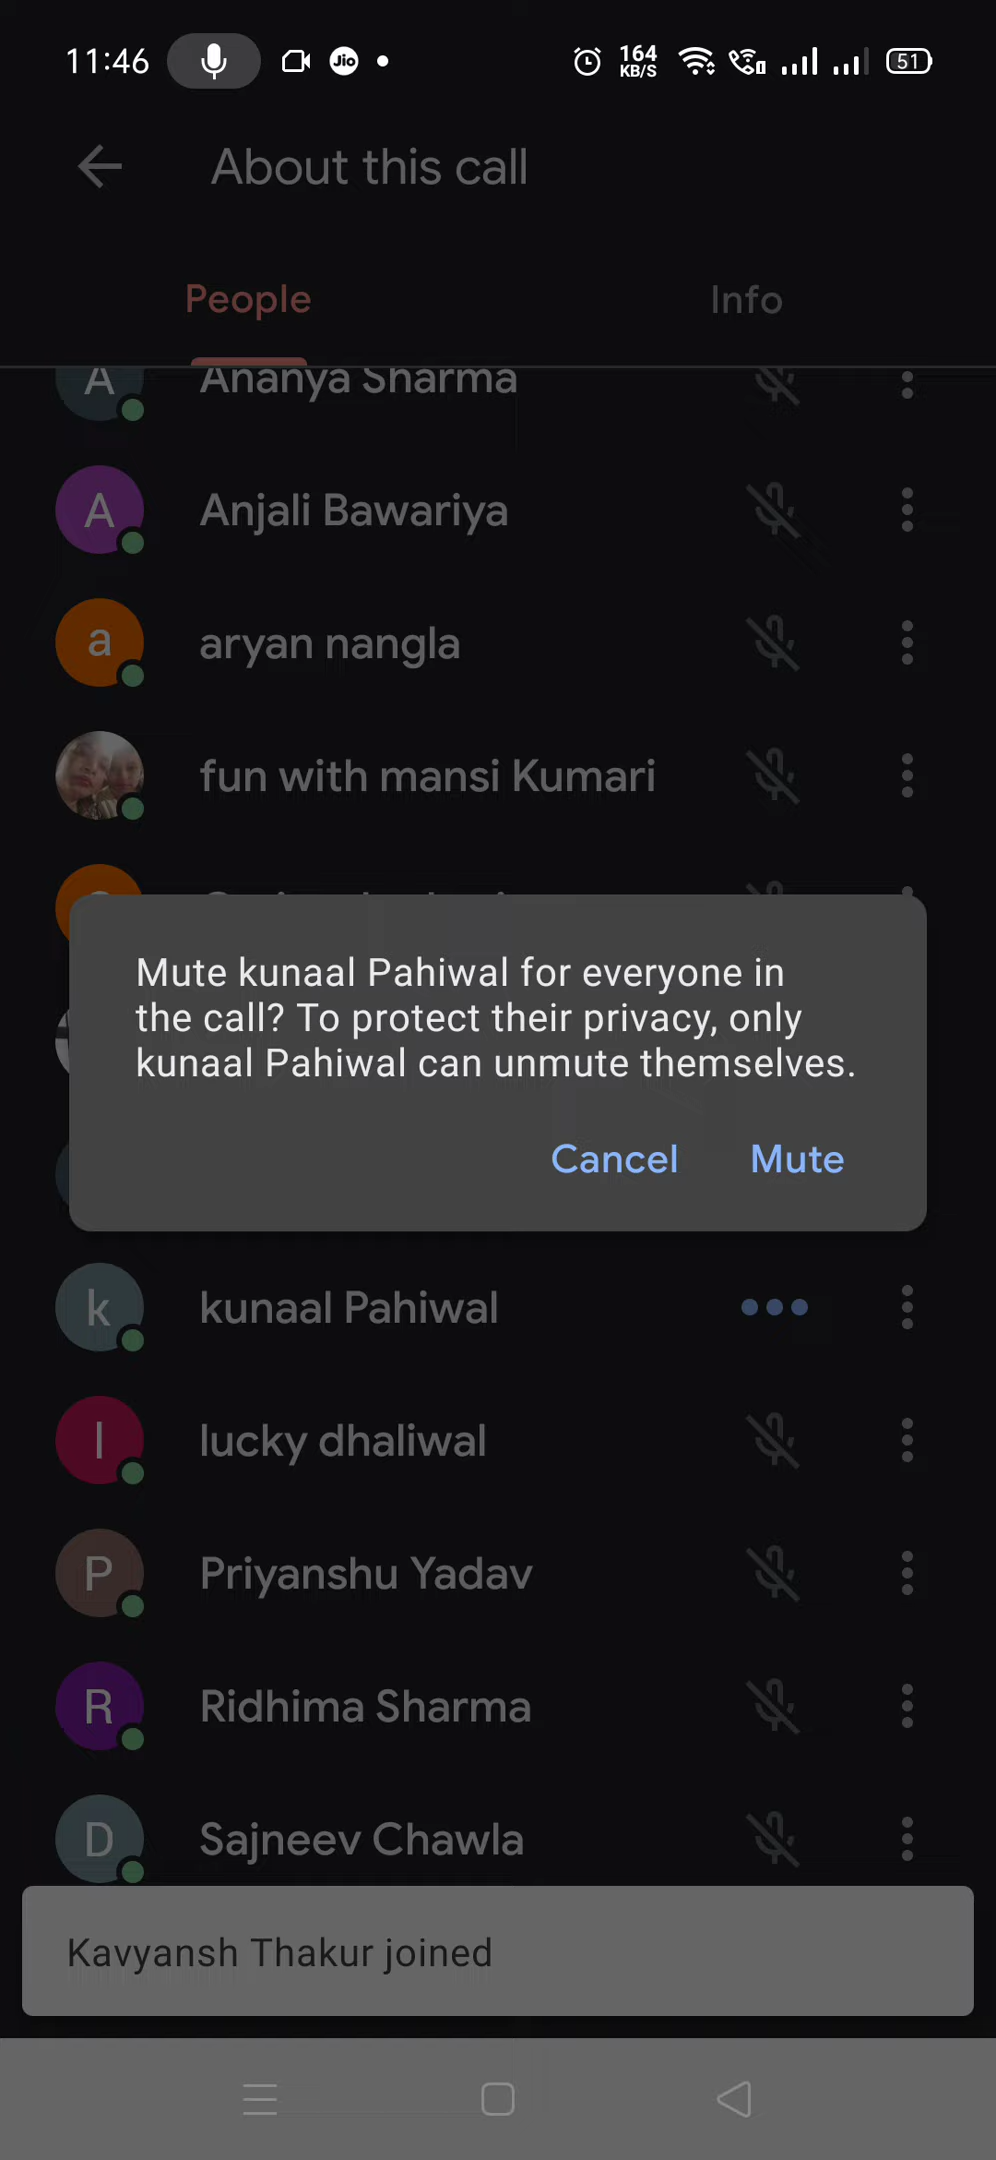 11:46
Jio
164
KB/S
51
About this call
People
Info
A
Ananya Sharma
A
Anjali Bawariya
a
aryan nangla
fun with mansi Kumari
Mute kunaal Pahiwal for everyone in
the call? To protect their privacy, only
kunaal Pahiwal can unmute themselves.
Cancel
Mute
k
kunaal Pahiwal
l
lucky dhaliwal
P
Priyanshu Yadav
R
Ridhima Sharma
D
Sajneev Chawla
Kavyansh Thakur joined